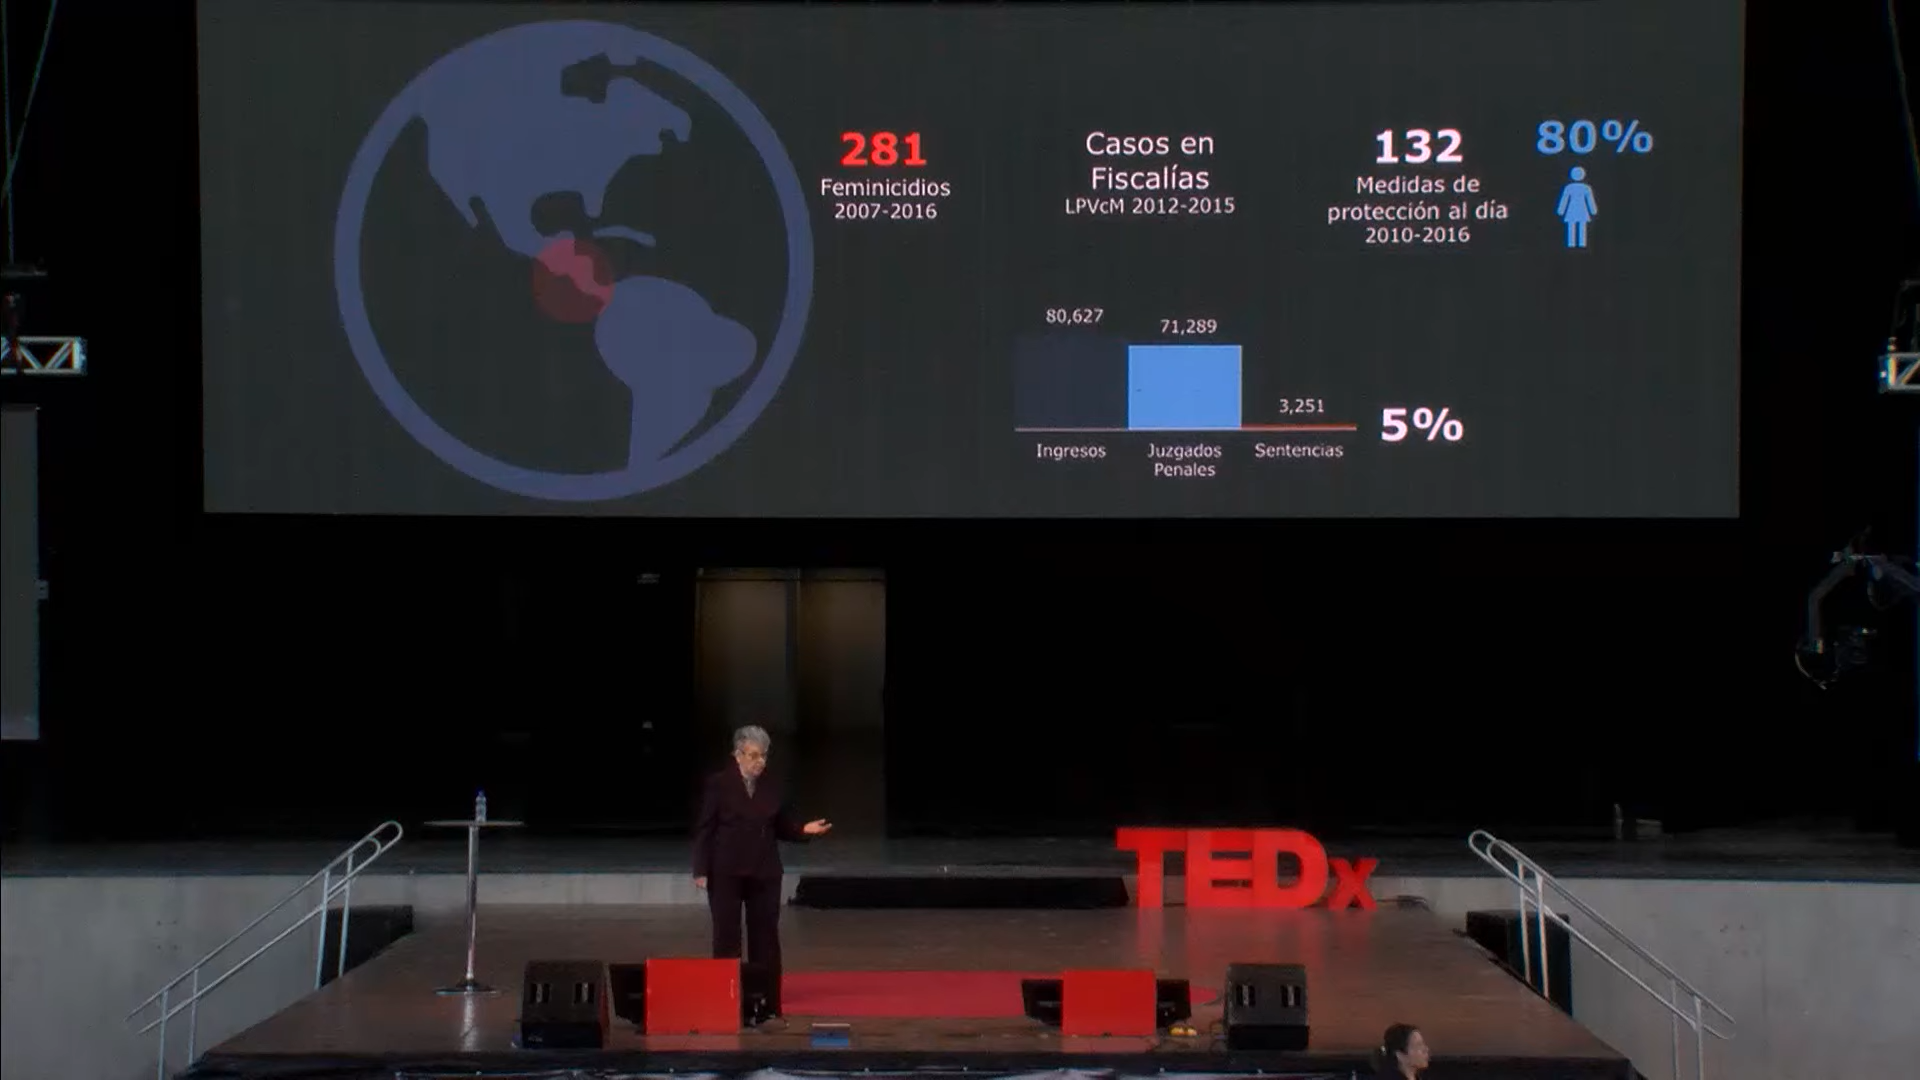 281
Feminicidios
2007-2016
Casos en
Fiscalías
LPVcM 2012-2015
132
Medidas de
protección al día
2010-2016
80%
80,627
71,289
3,251
5%
Ingresos
Juzgados
Penales
Sentencias
TEDx